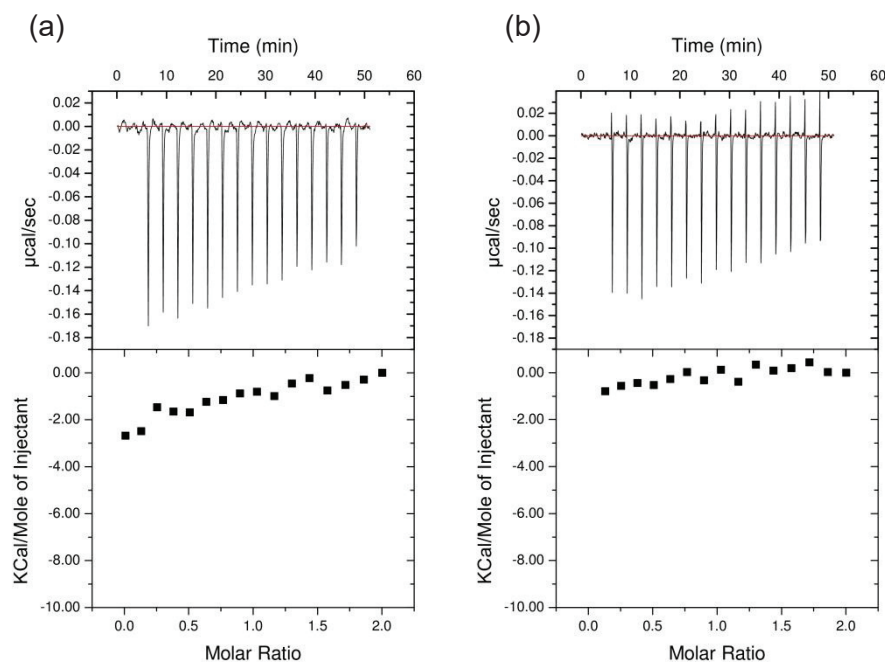 (a)
Time (min)
0 10 20 30 40 50 60
0.02
0.00
-0.02
-0.04
-0.06
-0.08
-0.10
-0.12
-0.14
-0.16
-0.18
µcal/sec
0.00
-2.00
-4.00
-6.00
-8.00
-10.00
KCal/Mole of Injectant
0.0 0.5 1.0 1.5 2.0
Molar Ratio
(b)
Time (min)
0 10 20 30 40 50 60
0.02
0.00
-0.02
-0.04
-0.06
-0.08
-0.10
-0.12
-0.14
-0.16
-0.18
µcal/sec
0.00
-2.00
-4.00
-6.00
-8.00
-10.00
KCal/Mole of Injectant
0.0 0.5 1.0 1.5 2.0
Molar Ratio